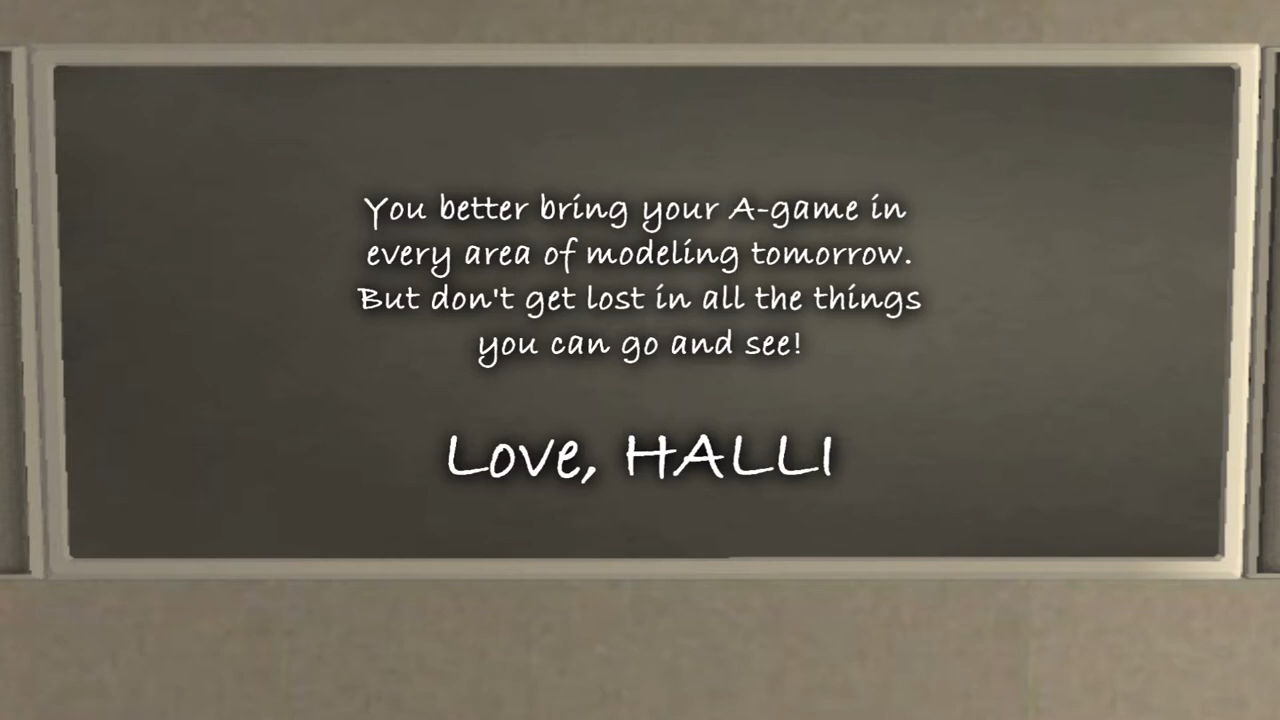 You better bring your A-game in
every area of modeling tomorrow.
But don't get lost in all the things
you can go and see!
Love, HALLI